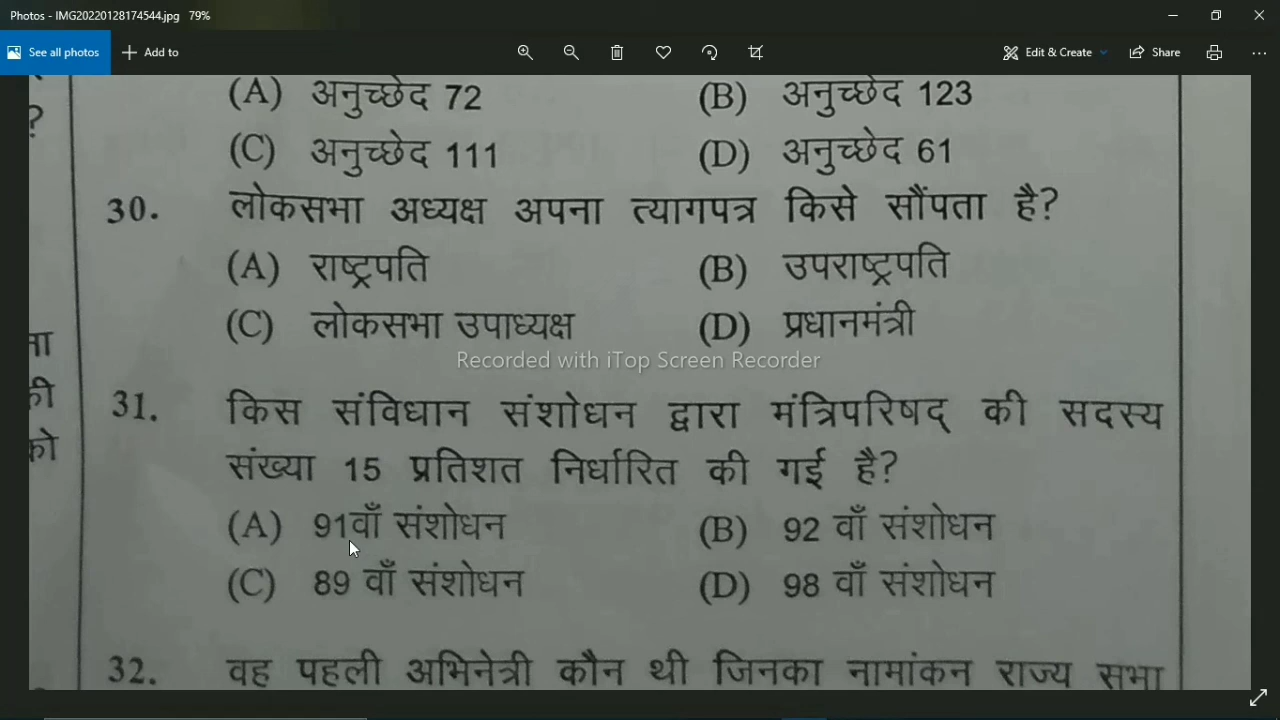 Photos - IMG20220128174544.jpg 79%
See all photos Add to Edit & Create Share
(A) अनुच्छेद 72 (B) अनुच्छेद 123
?
(C) अनुच्छेद 111 (D) अनुच्छेद 61
30. लोकसभा अध्यक्ष अपना त्यागपत्र किसे सौंपता है?
(A) राष्ट्रपति (B) उपराष्ट्रपति
(C) लोकसभा उपाध्यक्ष (D) प्रधानमंत्री
Recorded with iTop Screen Recorder
31. किस संविधान संशोधन द्वारा मंत्रिपरिषद् की सदस्य
संख्या 15 प्रतिशत निर्धारित की गई है?
(A) 91वाँ संशोधन (B) 92 वाँ संशोधन
(C) 89 वाँ संशोधन (D) 98 वाँ संशोधन
32. वह पहली अभिनेत्री कौन थी जिनका नामांकन राज्य सभा